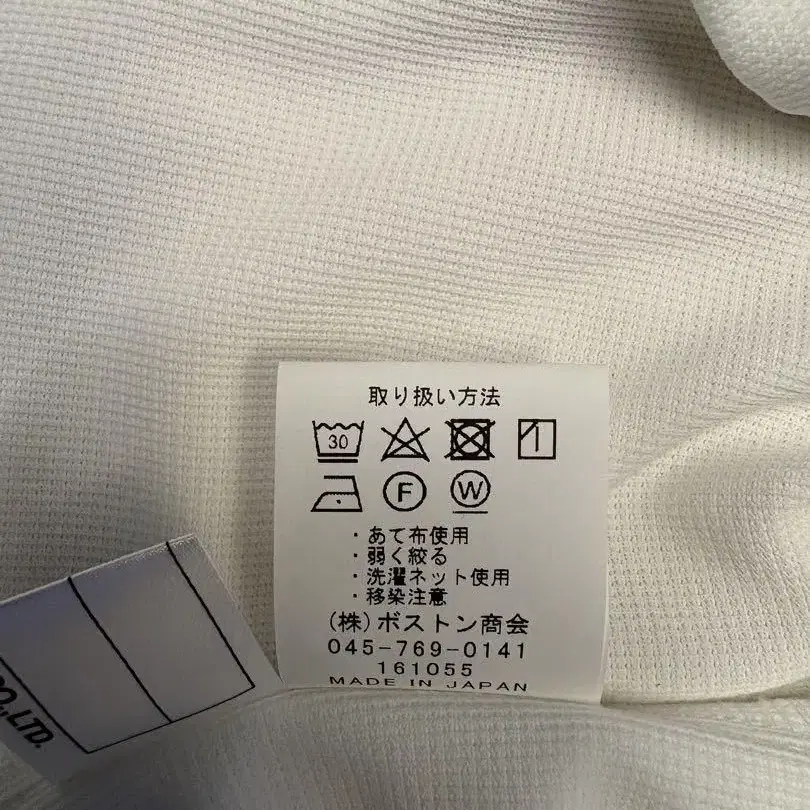 取り扱い方法
30
F W
・あて布使用
・弱く絞る
・洗濯ネット使用
・移染注意
(株)ボストン商会
045-769-0141
161055
MADE IN JAPAN
CO.,LTD.